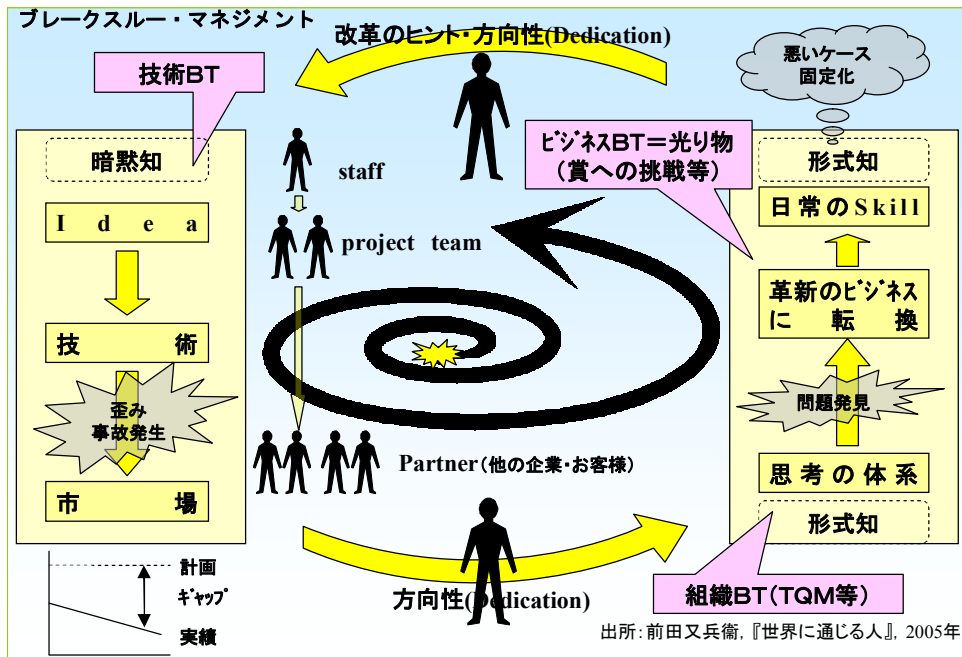 ブレークスルー・マネジメント
改革のヒント・方向性(Dedication)
技術BT
悪いケース
固定化
暗黙知
Idea
技術
歪み
事故発生
市場
計画
ギャップ
実績
staff
project team
Partner(他の企業・お客様)
方向性(Dedication)
ビジネスBT=光り物
(賞への挑戦等)
形式知
日常のSkill
革新のビジネス
に転換
問題発見
思考の体系
形式知
組織BT(TQM等)
出所:前田又兵衞,『世界に通じる人』, 2005年